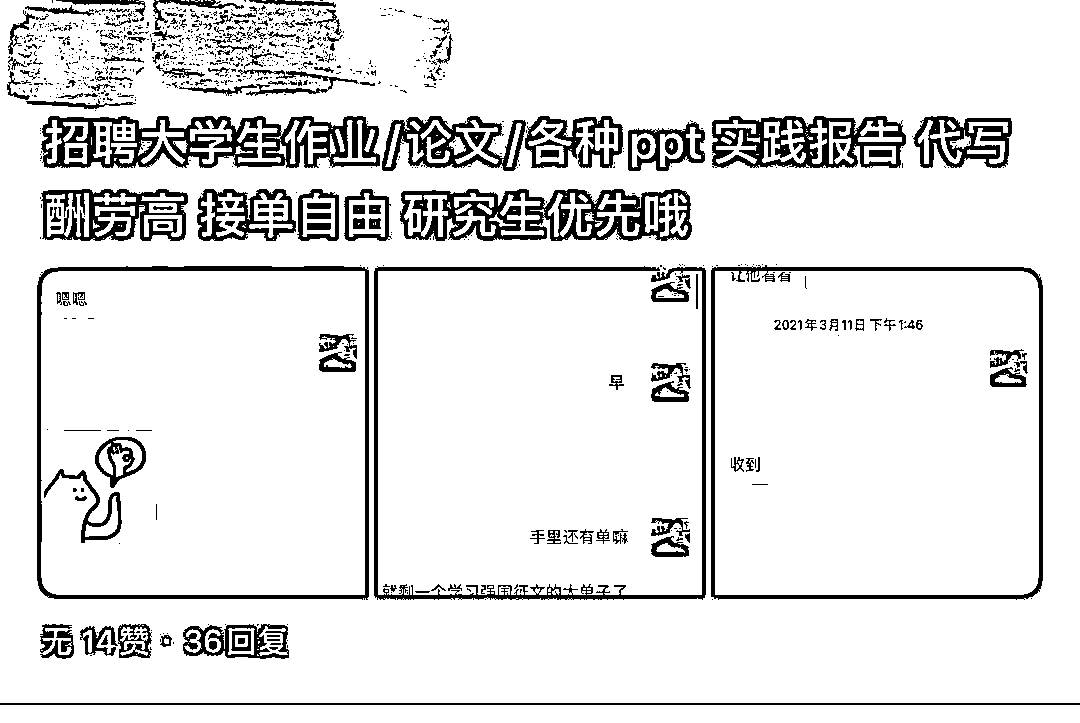 招聘大学生作业/论文/各种ppt 实践报告 代写
酬劳高 接单自由 研究生优先哦
嗯嗯
早
手里还有单嘛
就剩一个学习强国征文的大单子了
让他看看
2021年3月11日 下午1:46
收到
无 14赞 · 36回复